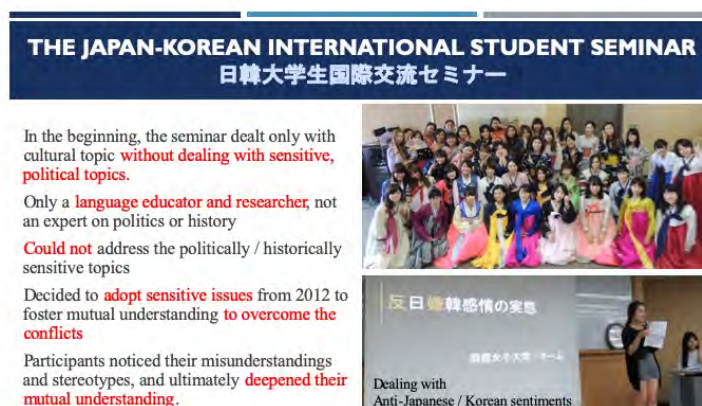 THE JAPAN-KOREAN INTERNATIONAL STUDENT SEMINAR
日韓大学生国際交流セミナー
In the beginning, the seminar dealt only with
cultural topic without dealing with sensitive,
political topics.
Only a language educator and researcher, not
an expert on politics or history
Could not address the politically / historically
sensitive topics
Decided to adopt sensitive issues from 2012 to
foster mutual understanding to overcome the
conflicts
Participants noticed their misunderstandings
and stereotypes, and ultimately deepened their
mutual understanding.
反日嫌韓感情の実態
Dealing with
Anti-Japanese / Korean sentiments